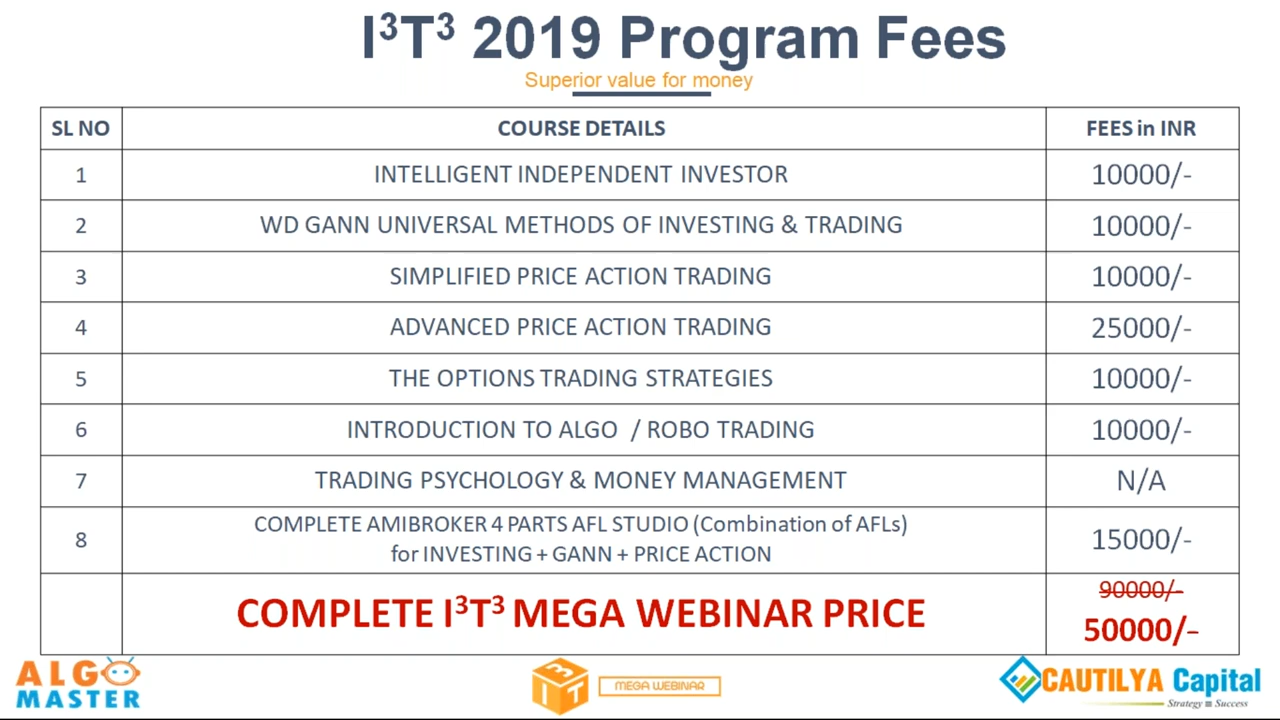 I³T³ 2019 Program Fees
Superior value for money
SL NO COURSE DETAILS FEES in INR
1 INTELLIGENT INDEPENDENT INVESTOR 10000/-
2 WD GANN UNIVERSAL METHODS OF INVESTING & TRADING 10000/-
3 SIMPLIFIED PRICE ACTION TRADING 10000/-
4 ADVANCED PRICE ACTION TRADING 25000/-
5 THE OPTIONS TRADING STRATEGIES 10000/-
6 INTRODUCTION TO ALGO / ROBO TRADING 10000/-
7 TRADING PSYCHOLOGY & MONEY MANAGEMENT N/A
8 COMPLETE AMIBROKER 4 PARTS AFL STUDIO (Combination of AFLs)
for INVESTING + GANN + PRICE ACTION 15000/-
90000/-
COMPLETE I³T³ MEGA WEBINAR PRICE 50000/-
ALGO
MASTER
3
I T
MEGA WEBINAR
CAUTILYA Capital
Strategy = Success